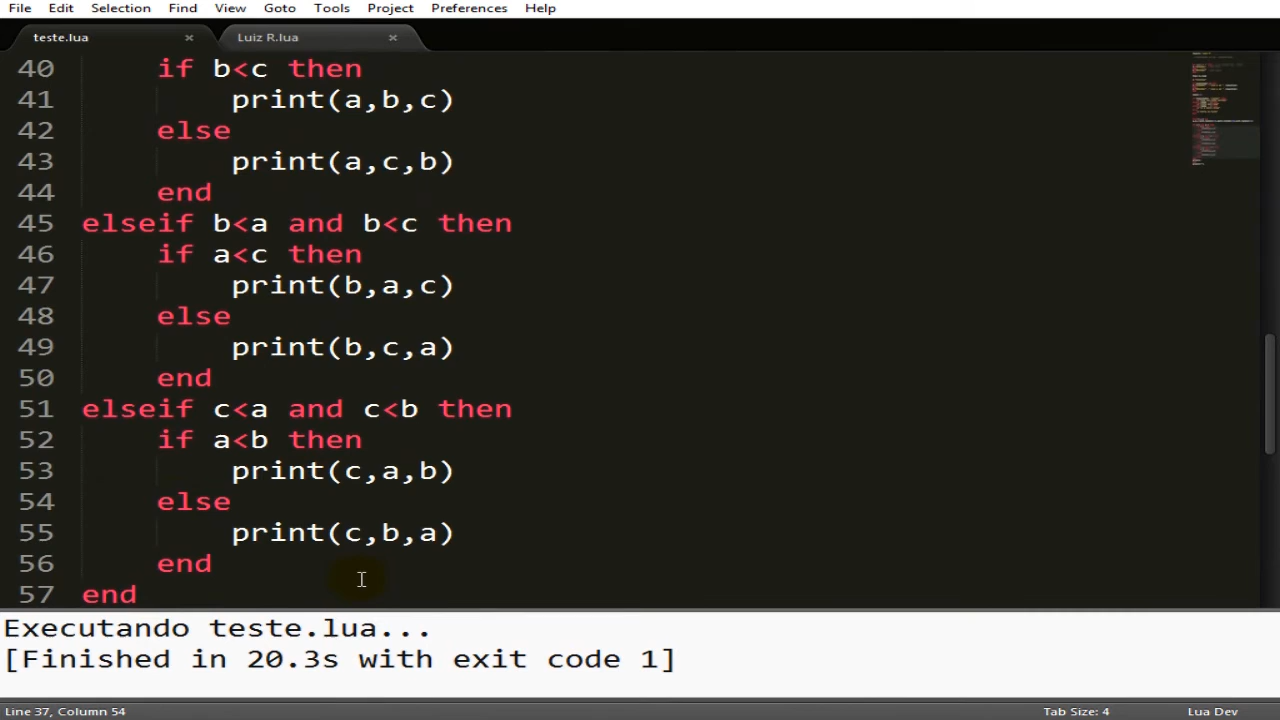 File Edit Selection Find View Goto Tools Project Preferences Help
teste.lua × Luiz R.lua ×
40 if b<c then
41 print(a,b,c)
42 else
43 print(a,c,b)
44 end
45 elseif b<a and b<c then
46 if a<c then
47 print(b,a,c)
48 else
49 print(b,c,a)
50 end
51 elseif c<a and c<b then
52 if a<b then
53 print(c,a,b)
54 else
55 print(c,b,a)
56 end
57 end
Executando teste.lua...
[Finished in 20.3s with exit code 1]
Line 37, Column 54 Tab Size: 4 Lua Dev